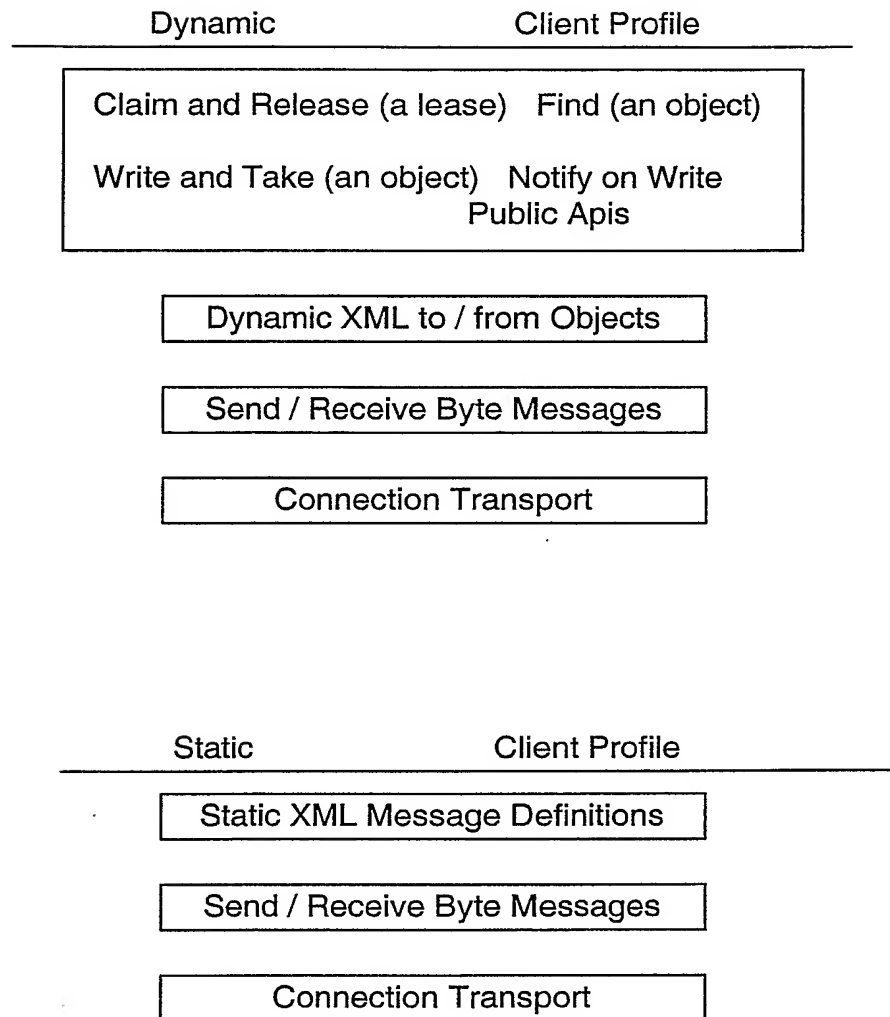 Dynamic Client Profile
Claim and Release (a lease) Find (an object)
Write and Take (an object) Notify on Write
Public Apis
Dynamic XML to / from Objects
Send / Receive Byte Messages
Connection Transport
Static Client Profile
Static XML Message Definitions
Send / Receive Byte Messages
Connection Transport